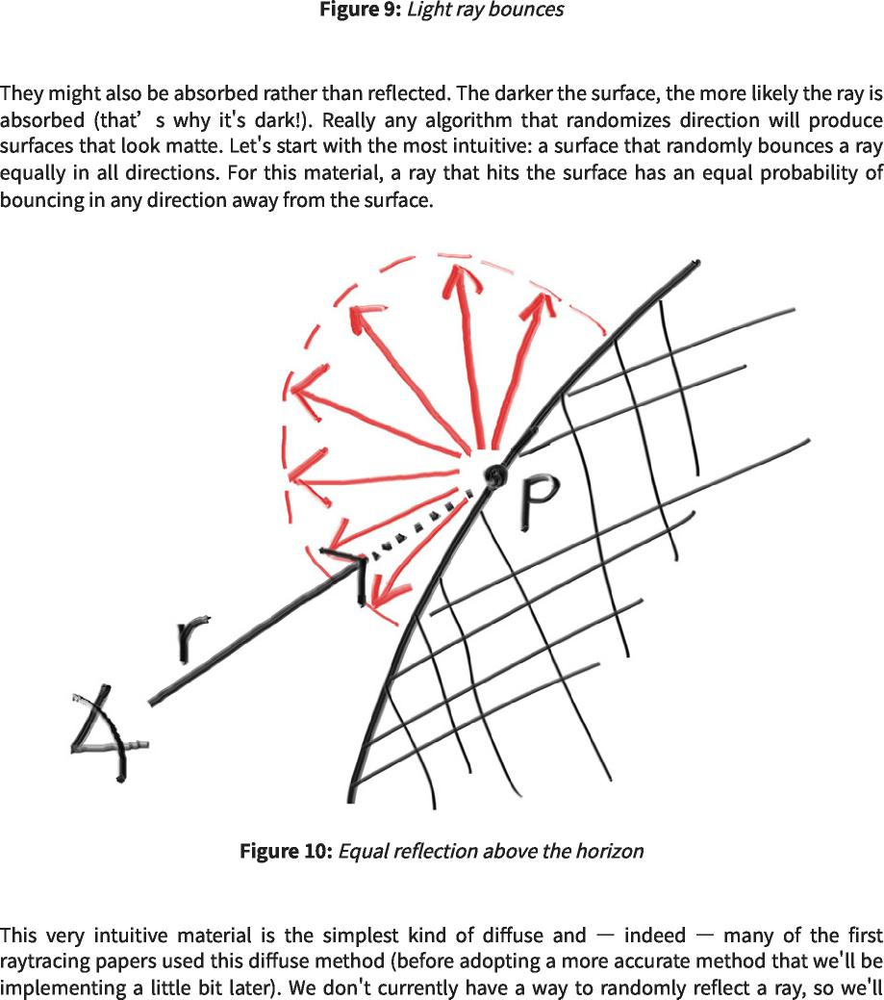 Figure 9: Light ray bounces
They might also be absorbed rather than reflected. The darker the surface, the more likely the ray is
absorbed (that’ s why it's dark!). Really any algorithm that randomizes direction will produce
surfaces that look matte. Let's start with the most intuitive: a surface that randomly bounces a ray
equally in all directions. For this material, a ray that hits the surface has an equal probability of
bouncing in any direction away from the surface.
P
r
Figure 10: Equal reflection above the horizon
This very intuitive material is the simplest kind of diffuse and — indeed — many of the first
raytracing papers used this diffuse method (before adopting a more accurate method that we'll be
implementing a little bit later). We don't currently have a way to randomly reflect a ray, so we'll